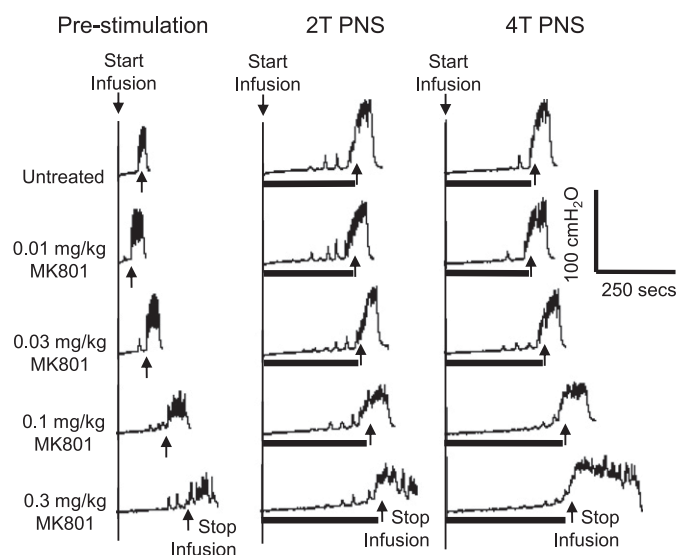 Pre-stimulation 2T PNS 4T PNS
Start
Infusion
Start
Infusion
Start
Infusion
Untreated
0.01 mg/kg
MK801
0.03 mg/kg
MK801
0.1 mg/kg
MK801
0.3 mg/kg
MK801
Stop
Infusion
Stop
Infusion
Stop
Infusion
100 cmH₂O
250 secs